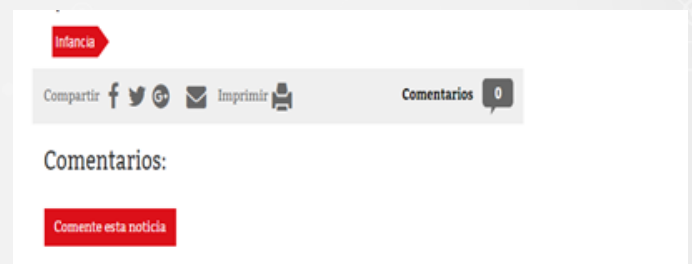 Infancia
Compartir Imprimir Comentarios 0
Comentarios:
Comente esta noticia